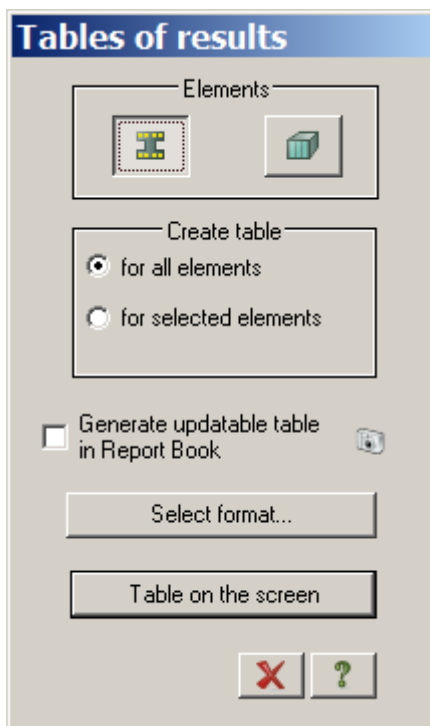 Tables of results
Elements
Create table
for all elements
for selected elements
Generate updatable table
in Report Book
Select format...
Table on the screen
?